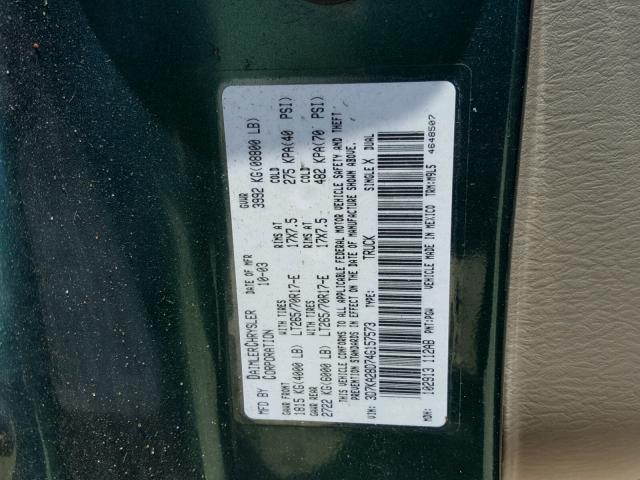 MFD BY DAIMLERCHRYSLER CORPORATION DATE OF MFR 10-03 GVWR 3992 KG(08800 LB)
GAWR FRONT WITH TIRES RIMS AT COLD
1815 KG(4000 LB) LT265/70R17-E 17X7.5 275 KPA(40 PSI)
GAWR REAR WITH TIRES RIMS AT COLD
2722 KG(6000 LB) LT265/70R17-E 17X7.5 482 KPA(70 PSI)
THIS VEHICLE CONFORMS TO ALL APPLICABLE FEDERAL MOTOR VEHICLE SAFETY AND THEFT
PREVENTION STANDARDS IN EFFECT ON THE DATE OF MANUFACTURE SHOWN ABOVE.
VIN: 3D7KA28D74G157573 TYPE: TRUCK SINGLE X DUAL
MDH: 102913 112AB PNT:PGW VEHICLE MADE IN MEXICO TRM:M9L5
4648507